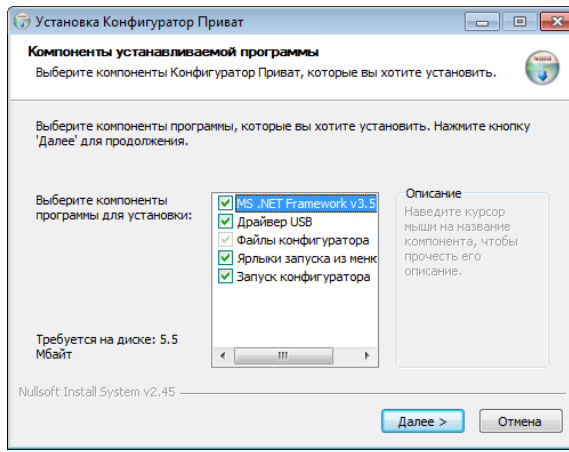 Установка Конфигуратор Приват
Компоненты устанавливаемой программы
Выберите компоненты Конфигуратор Приват, которые вы хотите установить.
Выберите компоненты программы, которые вы хотите установить. Нажмите кнопку
'Далее' для продолжения.
Выберите компоненты
программы для установки:
MS .NET Framework v3.5
Драйвер USB
Файлы конфигуратора
Ярлыки запуска из меню
Запуск конфигуратора
Описание
Наведите курсор
мыши на название
компонента, чтобы
прочесть его
описание.
Требуется на диске: 5.5
Мбайт
Nullsoft Install System v2.45
Далее >
Отмена